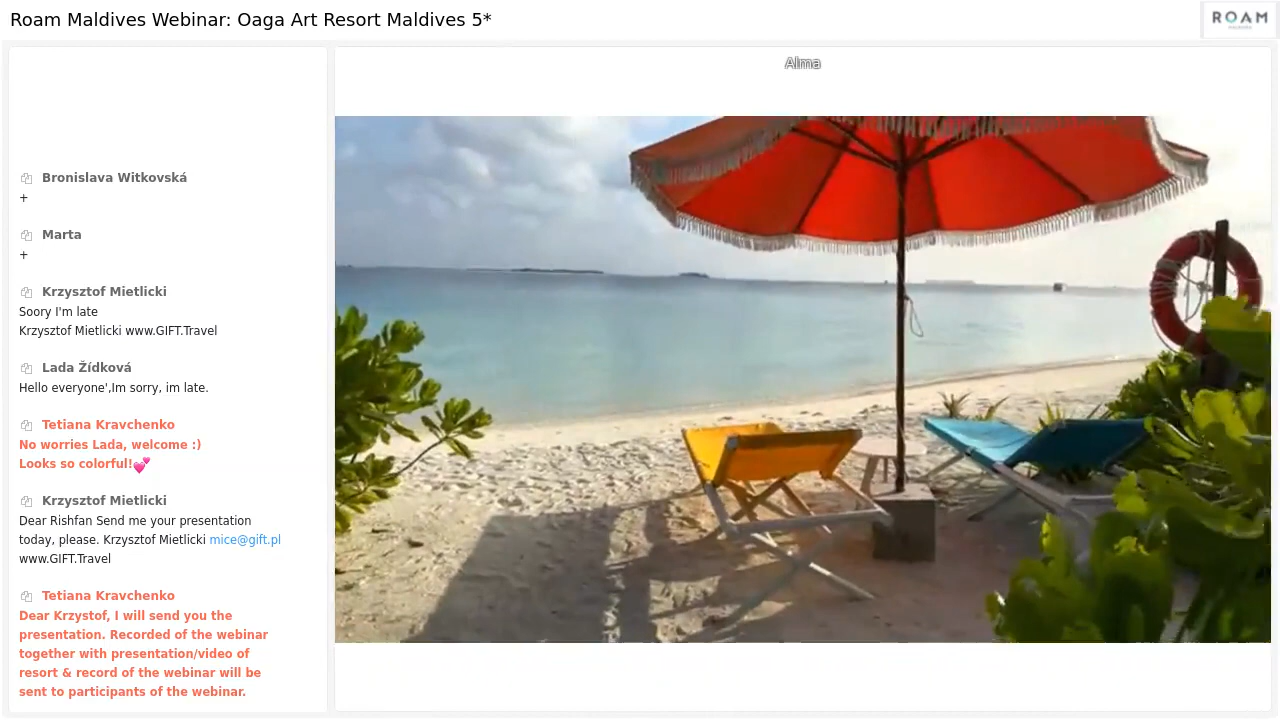 Roam Maldives Webinar: Oaga Art Resort Maldives 5*
ROAM
Alma
Bronislava Witkovská
+
Marta
+
Krzysztof Mietlicki
Soory I'm late
Krzysztof Mietlicki www.GIFT.Travel
Lada Žídková
Hello everyone',Im sorry, im late.
Tetiana Kravchenko
No worries Lada, welcome :)
Looks so colorful!💕
Krzysztof Mietlicki
Dear Rishfan Send me your presentation
today, please. Krzysztof Mietlicki mice@gift.pl
www.GIFT.Travel
Tetiana Kravchenko
Dear Krzystof, I will send you the
presentation. Recorded of the webinar
together with presentation/video of
resort & record of the webinar will be
sent to participants of the webinar.